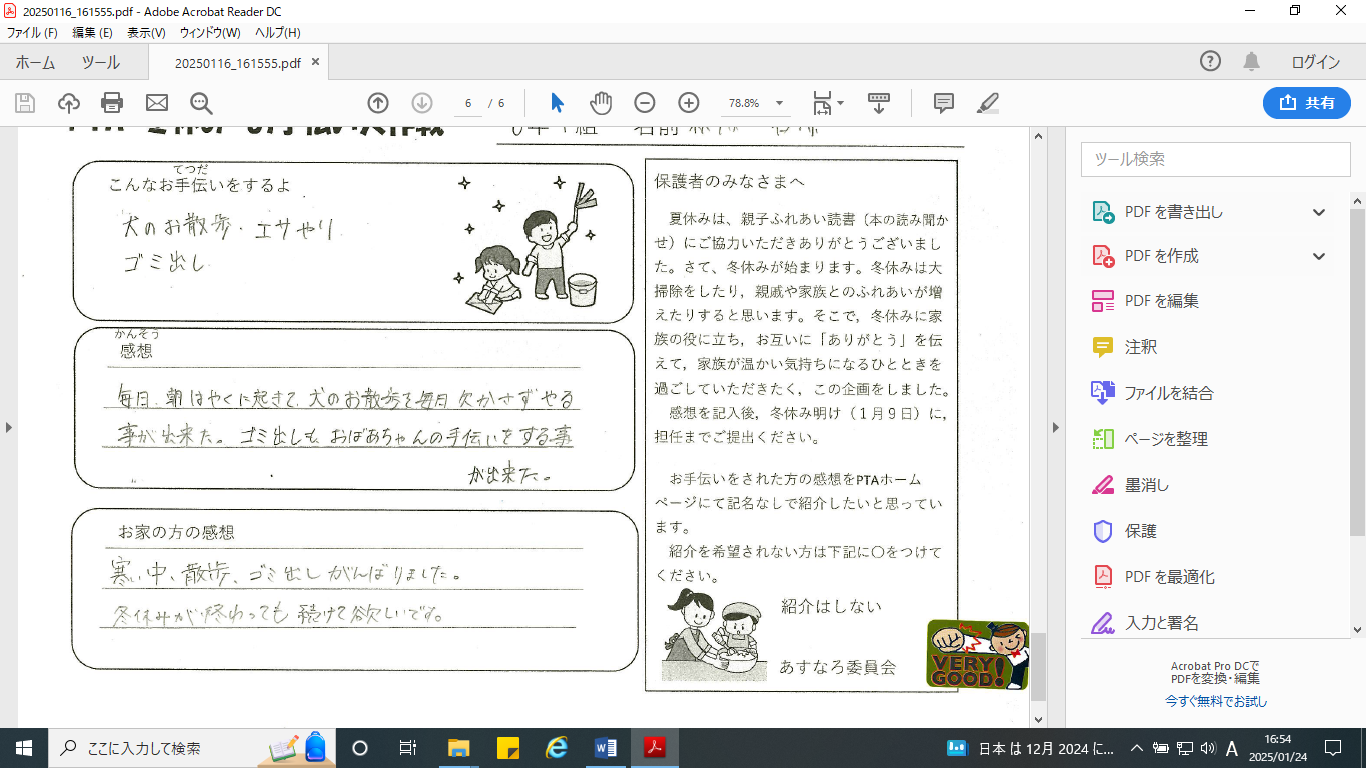 20250116_161555.pdf - Adobe Acrobat Reader DC
ファイル(F) 編集(E) 表示(V) ウィンドウ(W) ヘルプ(H)
ホーム ツール 20250116_161555.pdf × ログイン
6 / 6 78.8% 共有
てつだ
こんなお手伝いをするよ
犬のお散歩・エサやり
ゴミ出し
かんそう
感想
毎日、朝はやくに起きて、犬のお散歩を毎日欠かさずやる
事が出来た。ゴミ出しも、おばあちゃんの手伝いをする事
が出来た。
お家の方の感想
寒い中、散歩、ゴミ出しがんばりました。
冬休みが終わっても続けて欲しいです。
保護者のみなさまへ
夏休みは、親子ふれあい読書（本の読み聞か
せ）にご協力いただきありがとうございまし
た。さて、冬休みが始まります。冬休みは大
掃除をしたり，親戚や家族とのふれあいが増
えたりすると思います。そこで，冬休みに家
族の役に立ち，お互いに「ありがとう」を伝
えて，家族が温かい気持ちになるひとときを
過ごしていただきたく，この企画をしました。
感想を記入後，冬休み明け（１月９日）に，
担任までご提出ください。
お手伝いをされた方の感想をPTAホーム
ページにて記名なしで紹介したいと思ってい
ます。
紹介を希望されない方は下記に〇をつけて
ください。
紹介はしない
あすなろ委員会
VERY
GOOD!
ツール検索
PDF を書き出し
PDF を作成
PDF を編集
注釈
ファイルを結合
ページを整理
墨消し
保護
PDF を最適化
入力と署名
Acrobat Pro DCで
PDFを変換・編集
今すぐ無料でお試し
ここに入力して検索
日本 は 12月 2024 に...
A
16:54
2025/01/24